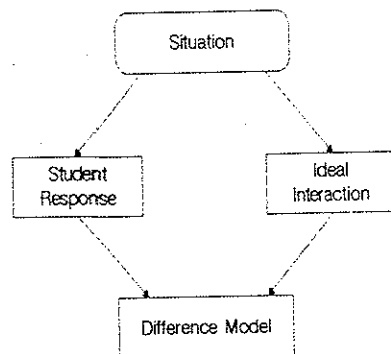 Situation
Student
Response
Ideal
Interaction
Difference Model